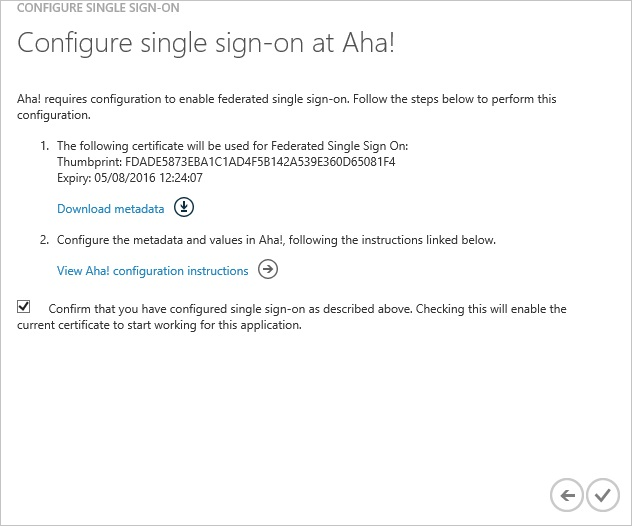 CONFIGURE SINGLE SIGN-ON
Configure single sign-on at Aha!
Aha! requires configuration to enable federated single sign-on. Follow the steps below to perform this
configuration.
1. The following certificate will be used for Federated Single Sign On:
Thumbprint: FDADE5873EBA1C1AD4F5B142A539E360D65081F4
Expiry: 05/08/2016 12:24:07
Download metadata
2. Configure the metadata and values in Aha!, following the instructions linked below.
View Aha! configuration instructions
Confirm that you have configured single sign-on as described above. Checking this will enable the
current certificate to start working for this application.